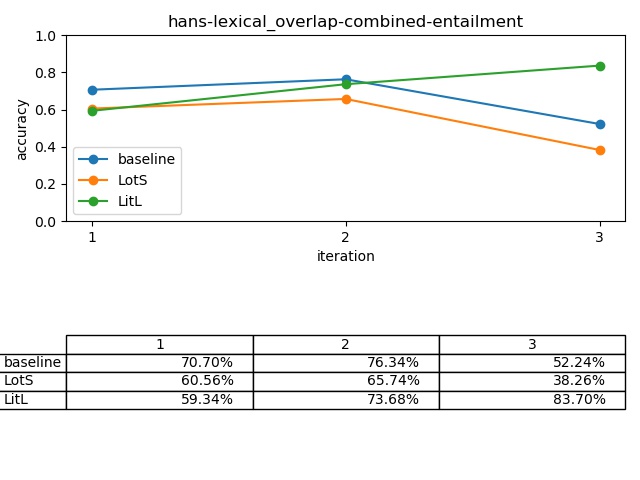 hans-lexical_overlap-combined-entailment
1.0
0.8
0.6
0.4
0.2
0.0
accuracy
baseline
LotS
LitL
1 2 3
iteration
1 2 3
baseline 70.70% 76.34% 52.24%
LotS 60.56% 65.74% 38.26%
LitL 59.34% 73.68% 83.70%